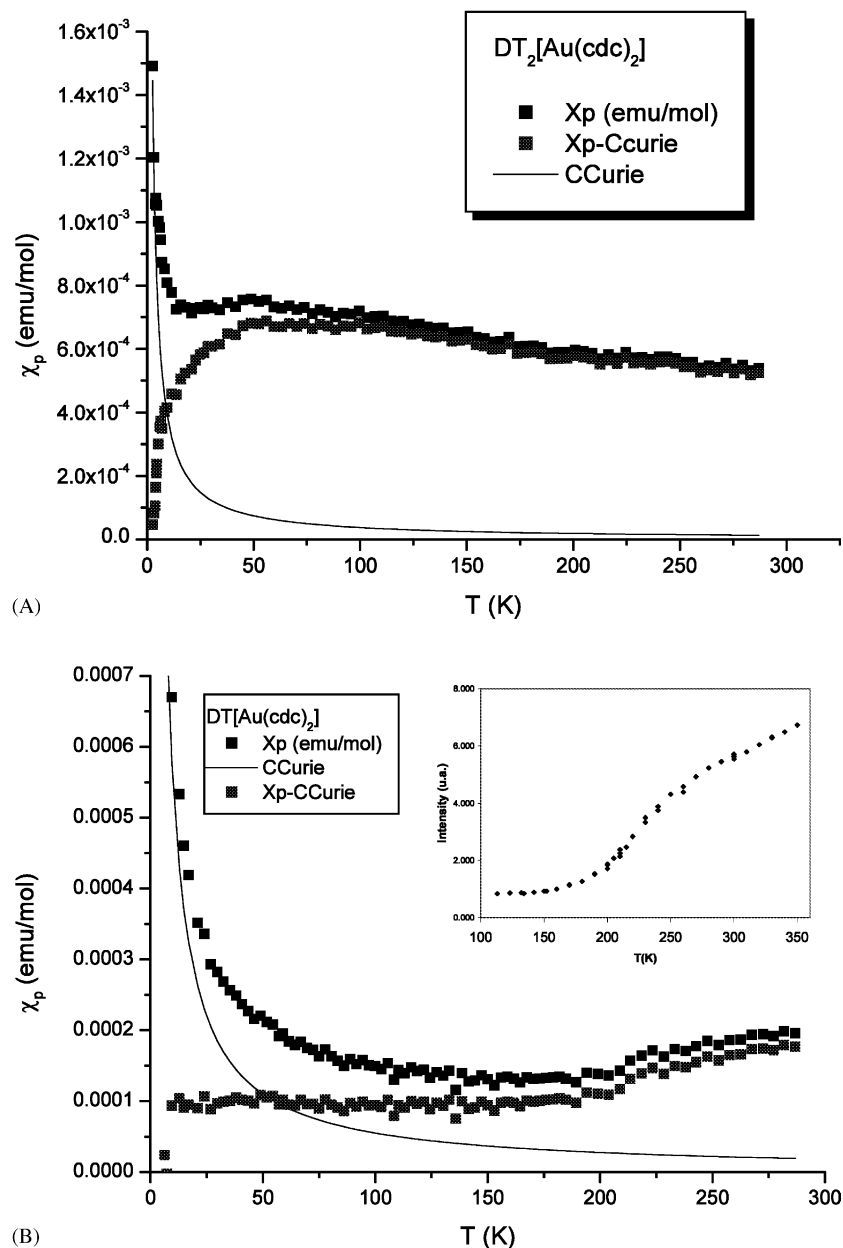 1.6x10⁻³
1.4x10⁻³
1.2x10⁻³
1.0x10⁻³
8.0x10⁻⁴
6.0x10⁻⁴
4.0x10⁻⁴
2.0x10⁻⁴
0.0
χₚ (emu/mol)
DT₂[Au(cdc)₂]
Xp (emu/mol)
Xp-Ccurie
CCurie
0 50 100 150 200 250 300
T (K)
(A)
0.0007
0.0006
0.0005
0.0004
0.0003
0.0002
0.0001
0.0000
χₚ (emu/mol)
DT[Au(cdc)₂]
Xp (emu/mol)
CCurie
Xp-CCurie
8.000
6.000
4.000
2.000
0.000
Intensity (u.a.)
100 150 200 250 300 350
T(K)
0 50 100 150 200 250 300
T (K)
(B)